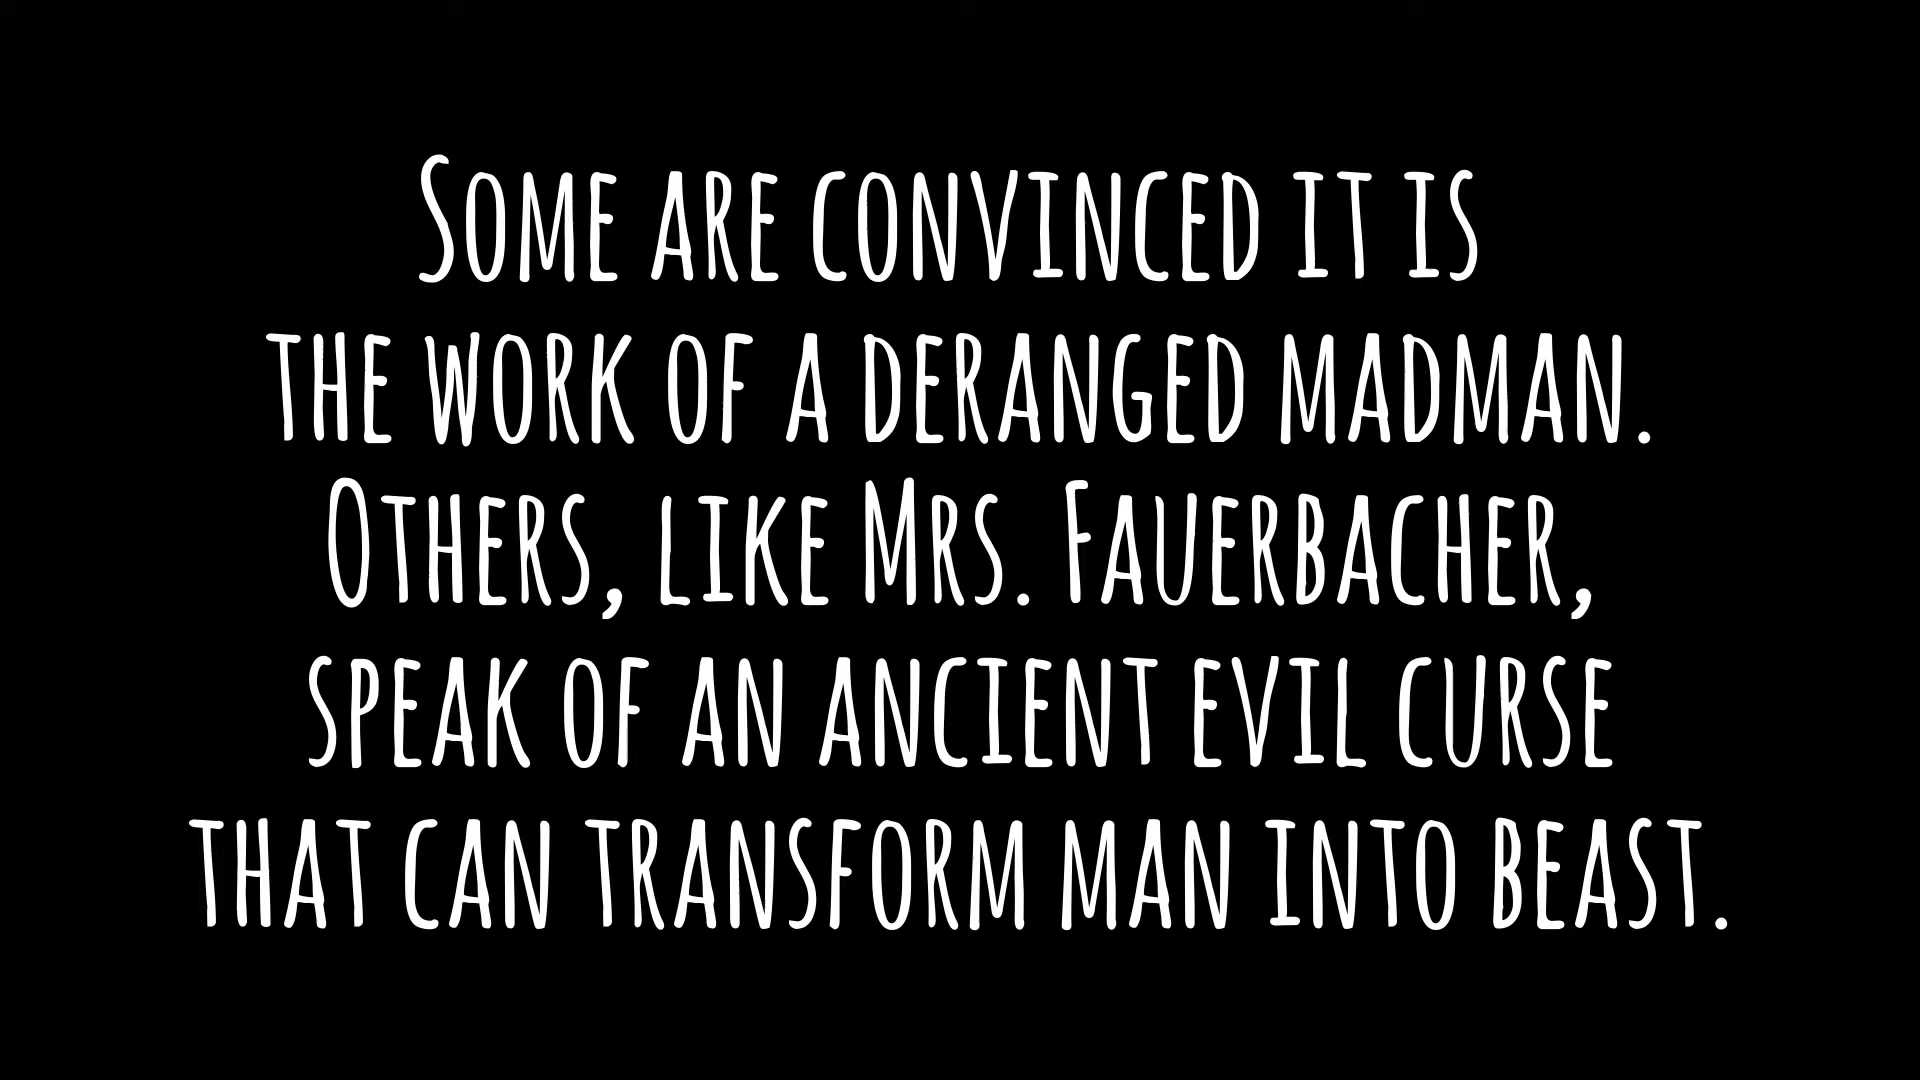 Some are convinced it is
the work of a deranged madman.
Others, like Mrs. Fauerbacher,
speak of an ancient evil curse
that can transform man into beast.